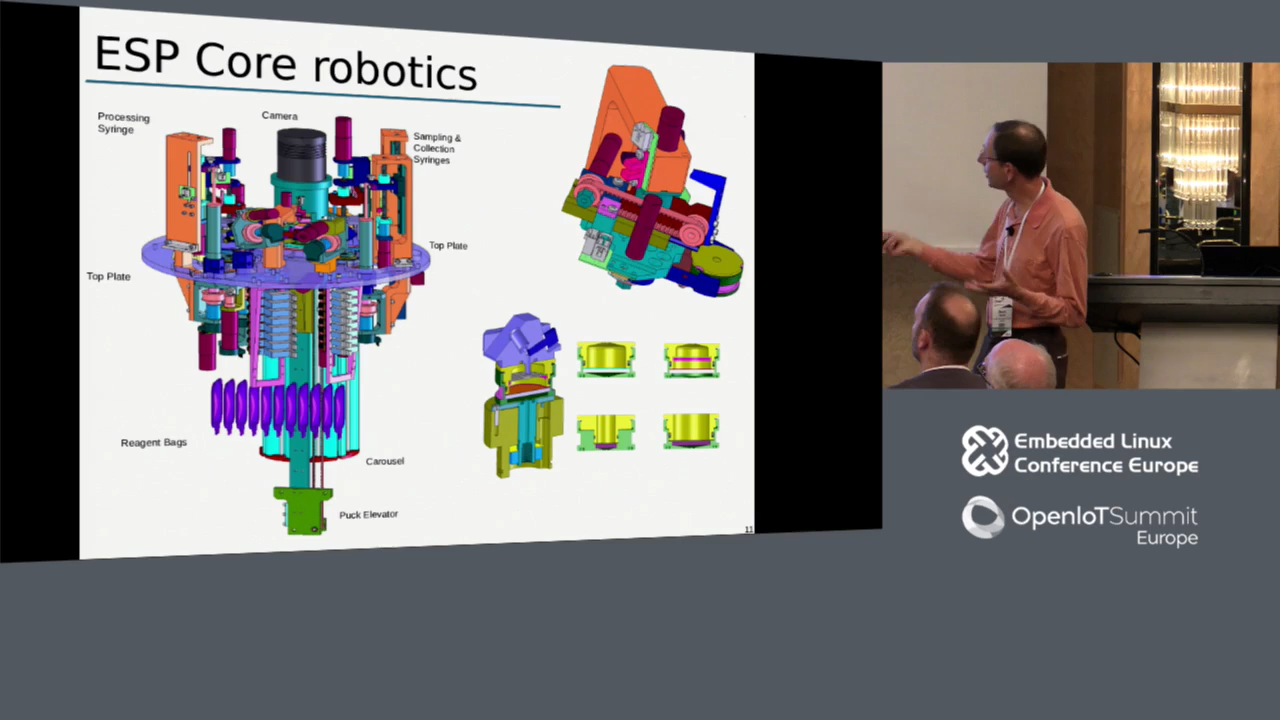 ESP Core robotics
Processing
Syringe
Camera
Sampling &
Collection
Syringes
Top Plate
Top Plate
Reagent Bags
Carousel
Puck Elevator
11
Embedded Linux
Conference Europe
OpenIoTSummit
Europe